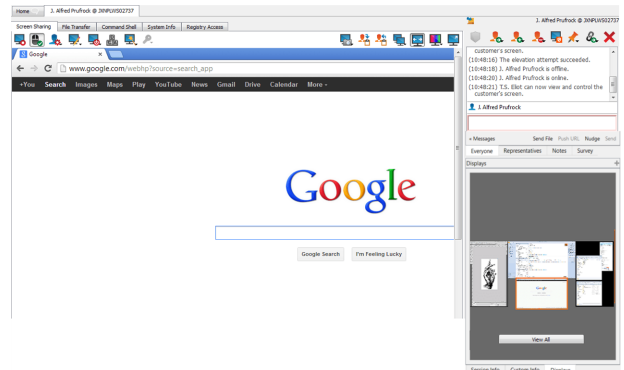 Home
J. Alfred Prufrock @ JXNPLW502737
Screen Sharing File Transfer Command Shell System Info Registry Access
Google
www.google.com/webhp?source=search_app
+You Search Images Maps Play YouTube News Gmail Drive Calendar More
Google
Google Search I'm Feeling Lucky
J. Alfred Prufrock @ JXNPLW502737
customer's screen.
(10:48:16) The elevation attempt succeeded.
(10:48:18) J. Alfred Prufrock is offline.
(10:48:20) J. Alfred Prufrock is online.
(10:48:21) T.S. Eliot can now view and control the
customer's screen.
J. Alfred Prufrock
Messages Send File Push URL Nudge Send
Everyone Representatives Notes Survey
Displays
View All
Session Info Custom Info Displays